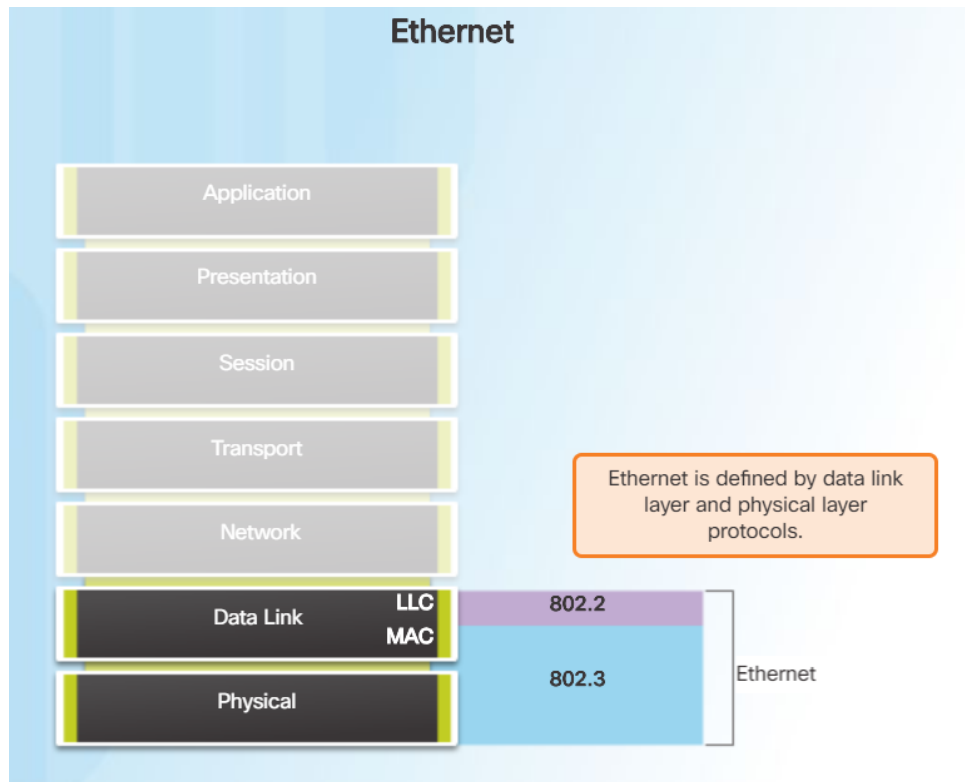 Ethernet
Application
Presentation
Session
Transport
Network
Ethernet is defined by data link
layer and physical layer
protocols.
Data Link
LLC
MAC
802.2
802.3
Ethernet
Physical